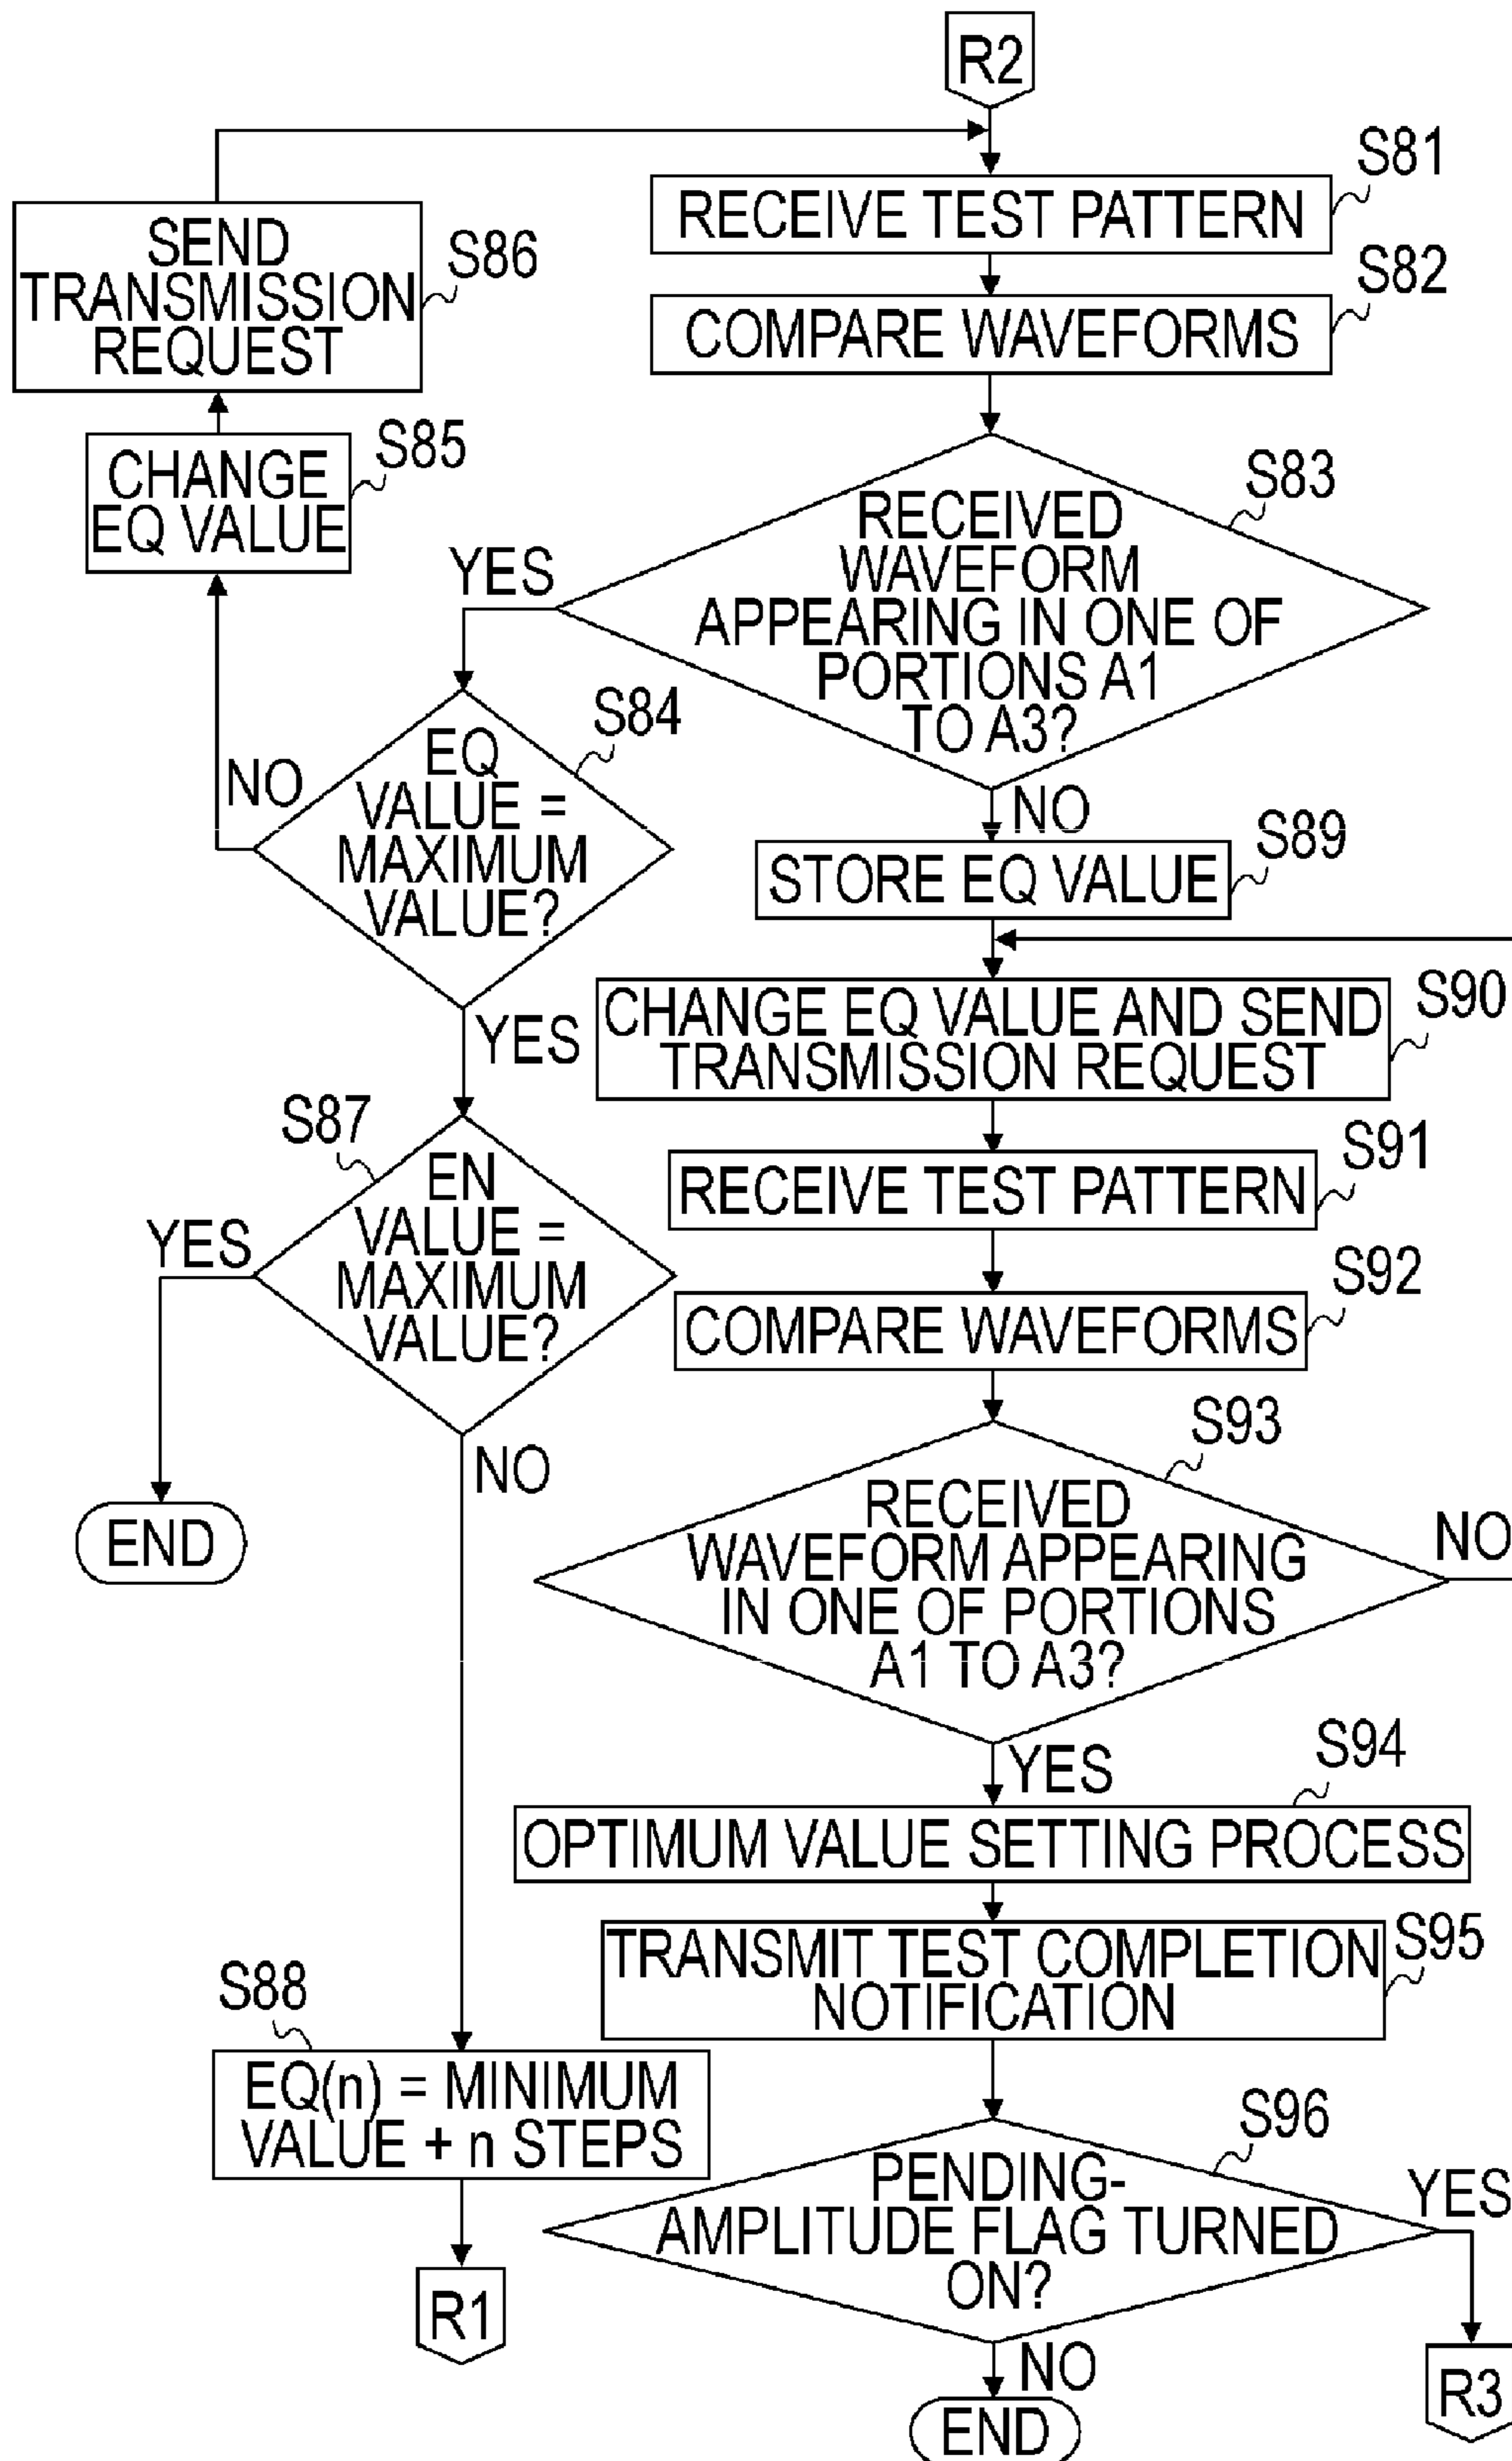 R2
S81
RECEIVE TEST PATTERN
S82
COMPARE WAVEFORMS
S83
RECEIVED
WAVEFORM
APPEARING IN ONE OF
PORTIONS A1
TO A3?
YES
NO
S84
EQ
VALUE =
MAXIMUM
VALUE?
NO
YES
S85
CHANGE
EQ VALUE
S86
SEND
TRANSMISSION
REQUEST
S87
EN
VALUE =
MAXIMUM
VALUE?
YES
NO
END
S88
EQ(n) = MINIMUM
VALUE + n STEPS
R1
S89
STORE EQ VALUE
S90
CHANGE EQ VALUE AND SEND
TRANSMISSION REQUEST
S91
RECEIVE TEST PATTERN
S92
COMPARE WAVEFORMS
S93
RECEIVED
WAVEFORM APPEARING
IN ONE OF PORTIONS
A1 TO A3?
NO
YES
S94
OPTIMUM VALUE SETTING PROCESS
S95
TRANSMIT TEST COMPLETION
NOTIFICATION
S96
PENDING-
AMPLITUDE FLAG TURNED
ON?
YES
NO
R3
END